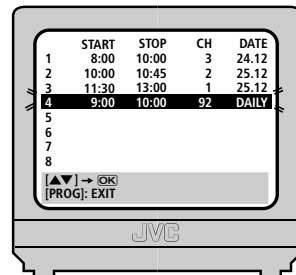 START STOP CH DATE
1 8:00 10:00 3 24.12
2 10:00 10:45 2 25.12
3 11:30 13:00 1 25.12
4 9:00 10:00 92 DAILY
5
6
7
8
[▲▼] → OK
[PROG]: EXIT
JVC